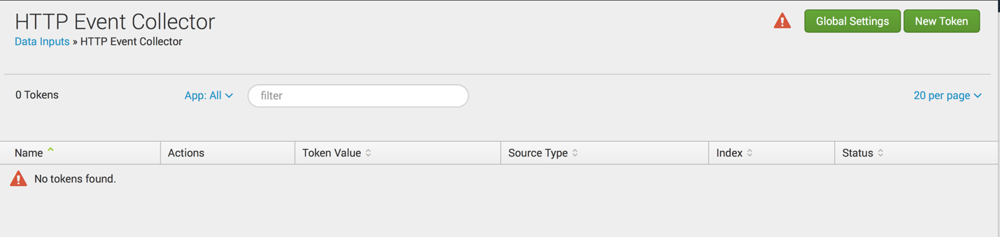 HTTP Event Collector
Global Settings
New Token
Data Inputs » HTTP Event Collector
0 Tokens
App: All
filter
20 per page
Name
Actions
Token Value
Source Type
Index
Status
No tokens found.